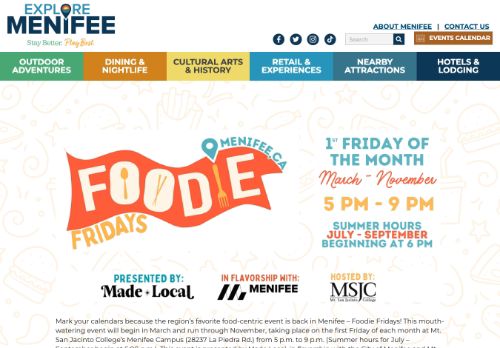 EXPLORE
MENIFEE
Stay Better. Play Best.
ABOUT MENIFEE | CONTACT US
Search
EVENTS CALENDAR
OUTDOOR ADVENTURES
DINING & NIGHTLIFE
CULTURAL ARTS & HISTORY
RETAIL & EXPERIENCES
NEARBY ATTRACTIONS
HOTELS & LODGING
MENIFEE, CA
FOODIE
FRIDAYS
1ST FRIDAY OF
THE MONTH
March - November
5 PM - 9 PM
SUMMER HOURS
JULY - SEPTEMBER
BEGINNING AT 6 PM
PRESENTED BY:
Made Local
IN FLAVORSHIP WITH:
MENIFEE
HOSTED BY:
MSJC
Mt. San Jacinto College
Mark your calendars because the region's favorite food-centric event is back in Menifee – Foodie Fridays! This mouth-
watering event will begin in March and run through November, taking place on the first Friday of each month at Mt.
San Jacinto College's Menifee Campus (28237 La Piedra Rd.) from 5 p.m. to 9 p.m. (Summer hours for July –